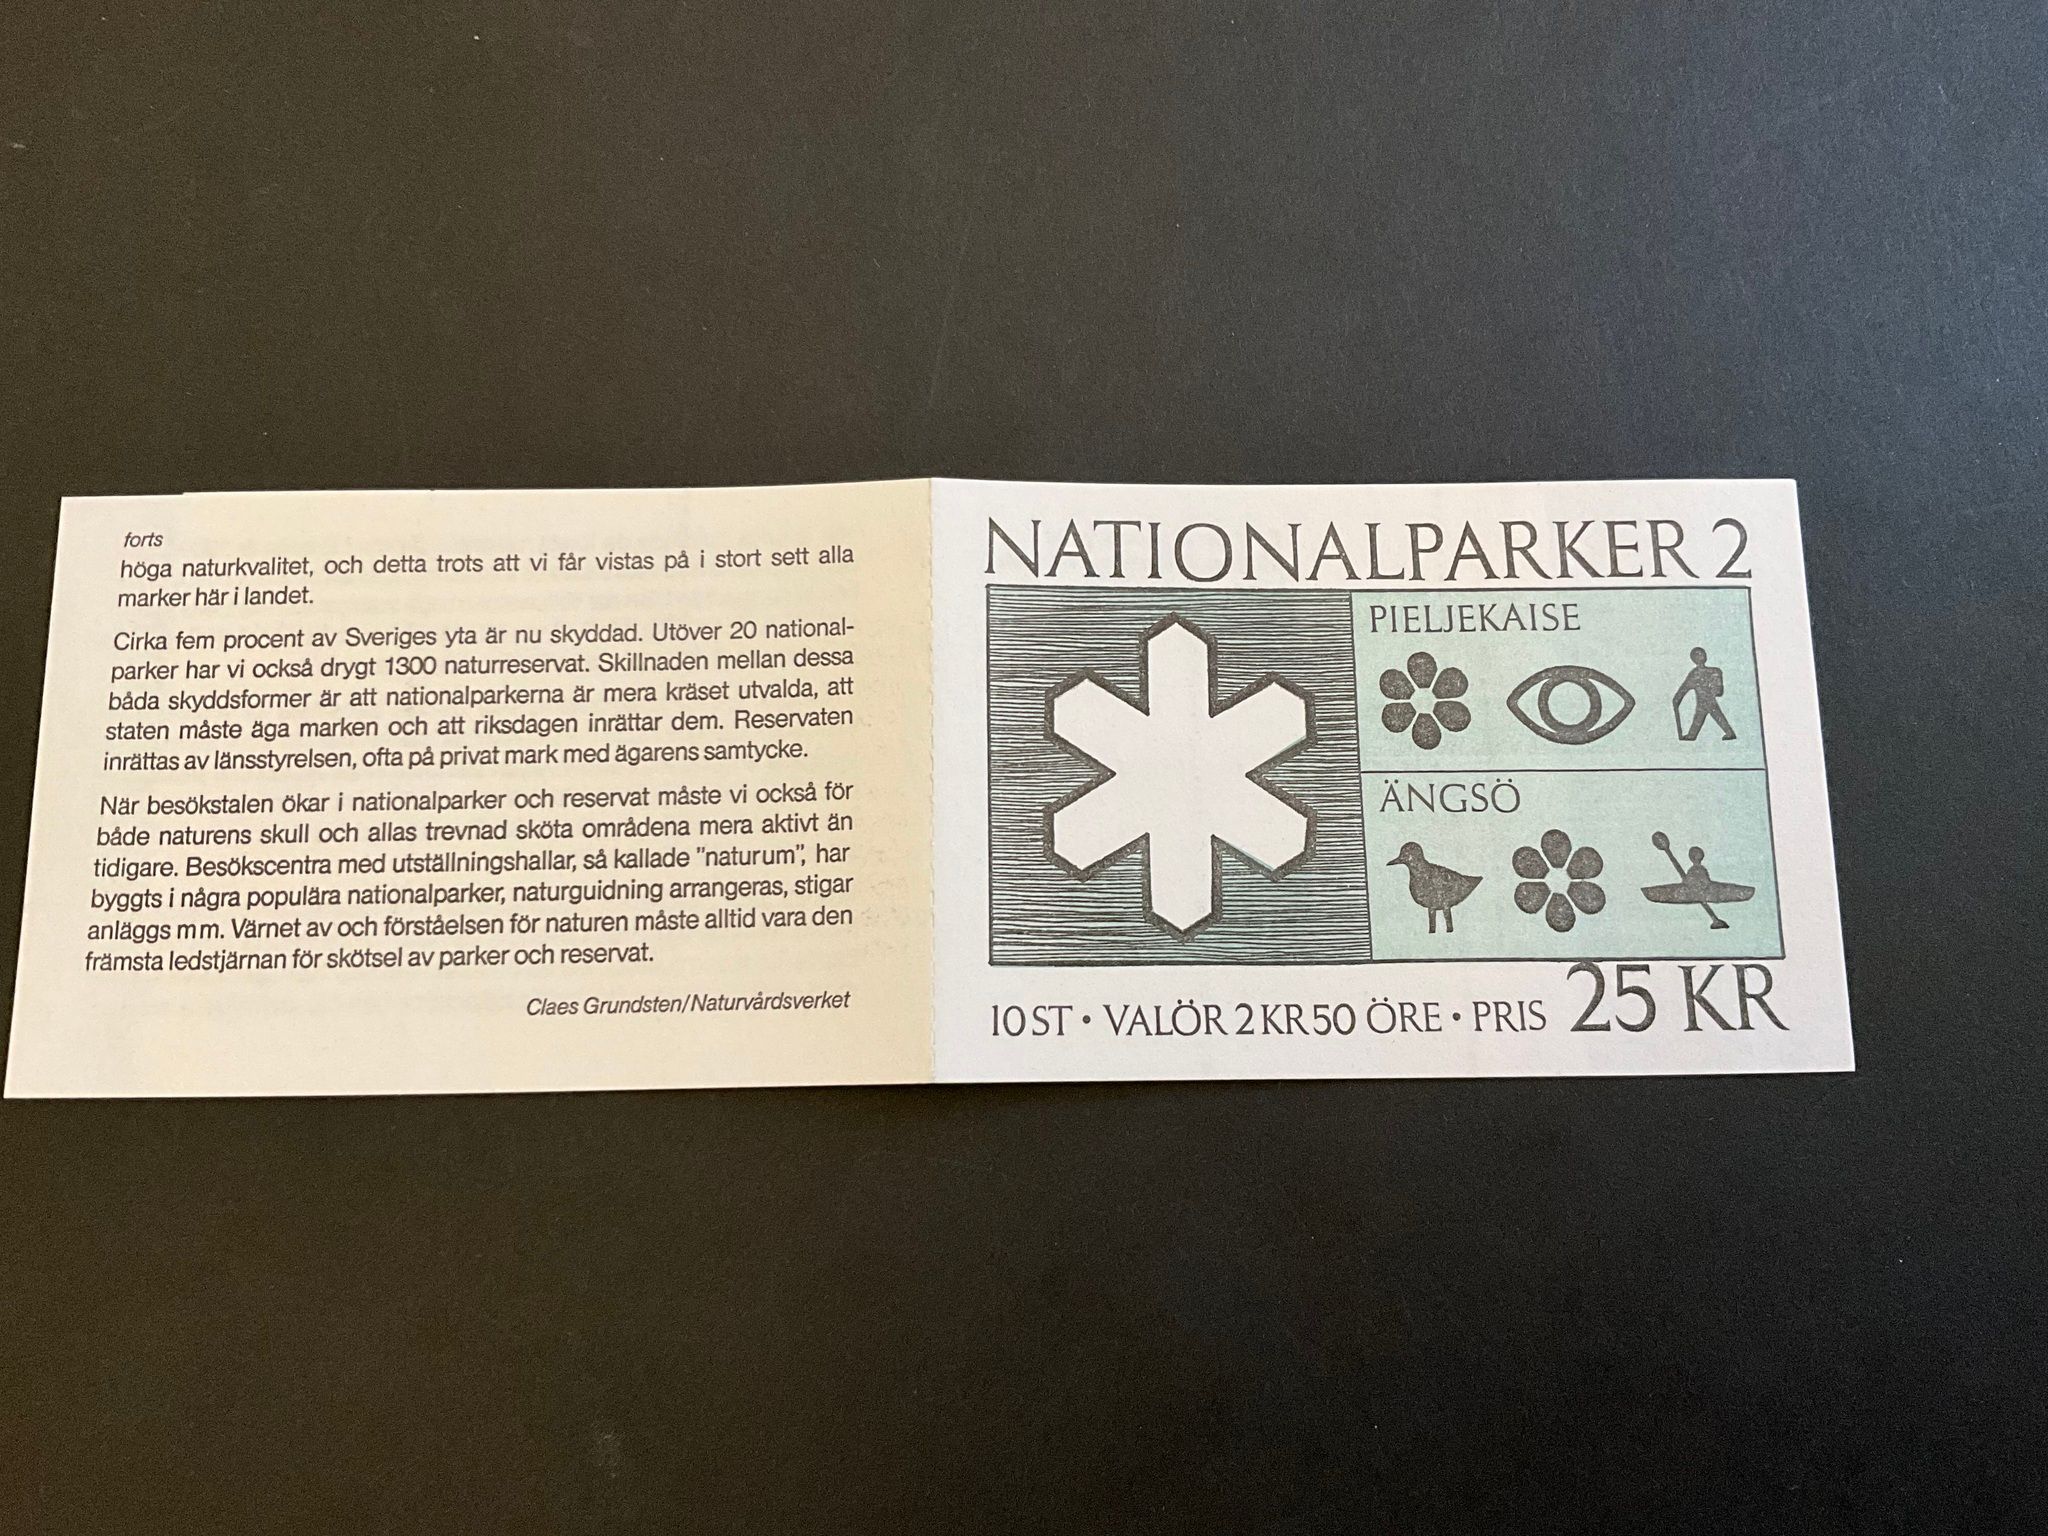 forts
höga naturkvalitet, och detta trots att vi får vistas på i stort sett alla
marker här i landet.
Cirka fem procent av Sveriges yta är nu skyddad. Utöver 20 national-
parker har vi också drygt 1300 naturreservat. Skillnaden mellan dessa
båda skyddsformer är att nationalparkerna är mera kräset utvalda, att
staten måste äga marken och att riksdagen inrättar dem. Reservaten
inrättas av länsstyrelsen, ofta på privat mark med ägarens samtycke.
När besökstalen ökar i nationalparker och reservat måste vi också för
både naturens skull och allas trevnad sköta områdena mera aktivt än
tidigare. Besökscentra med utställningshallar, så kallade "naturum", har
byggts i några populära nationalparker, naturguidning arrangeras, stigar
anläggs mm. Värnet av och förståelsen för naturen måste alltid vara den
främsta ledstjärnan för skötsel av parker och reservat.
Claes Grundsten/Naturvårdsverket
NATIONALPARKER 2
PIELJEKAISE
ÄNGSÖ
10 ST • VALÖR 2 KR 50 ÖRE • PRIS 25 KR